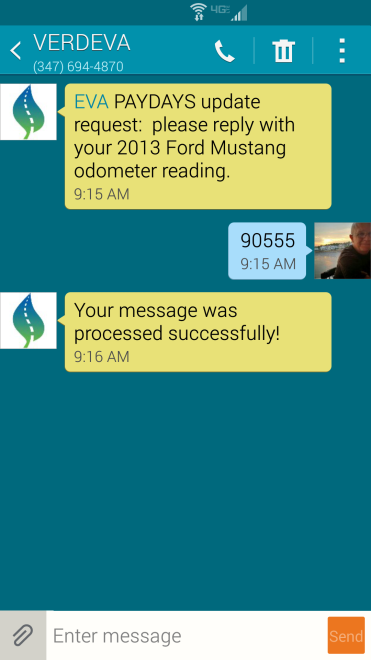 4G
VERDEVA
(347) 694-4870
EVA PAYDAYS update
request:  please reply with
your 2013 Ford Mustang
odometer reading.
9:15 AM
90555
9:15 AM
Your message was
processed successfully!
9:16 AM
Enter message
Send